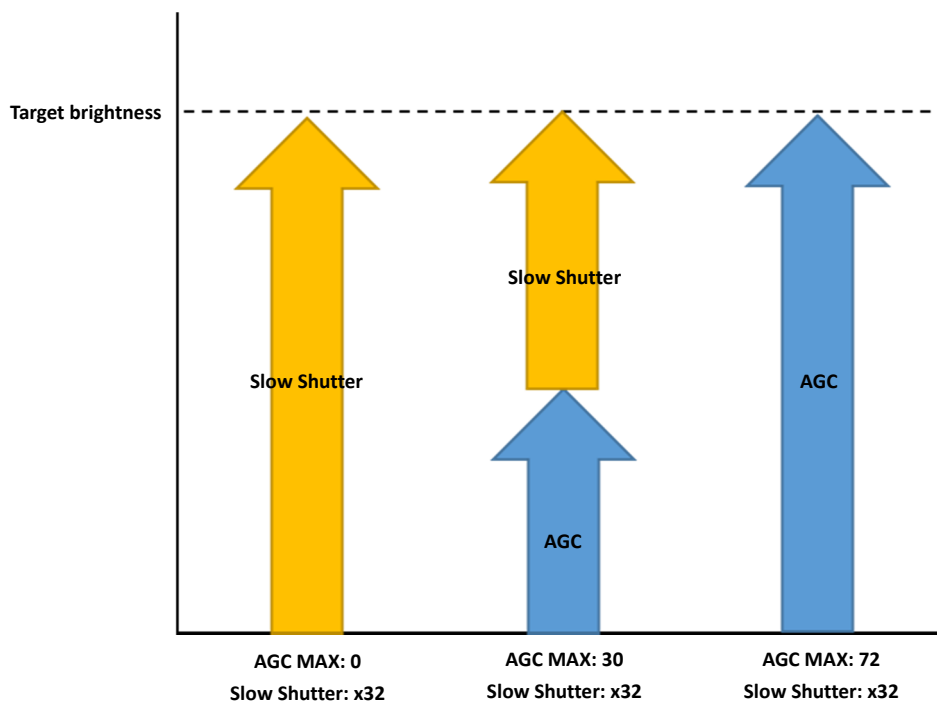 Target brightness
Slow Shutter
Slow Shutter
AGC
AGC
AGC MAX: 0
Slow Shutter: x32
AGC MAX: 30
Slow Shutter: x32
AGC MAX: 72
Slow Shutter: x32